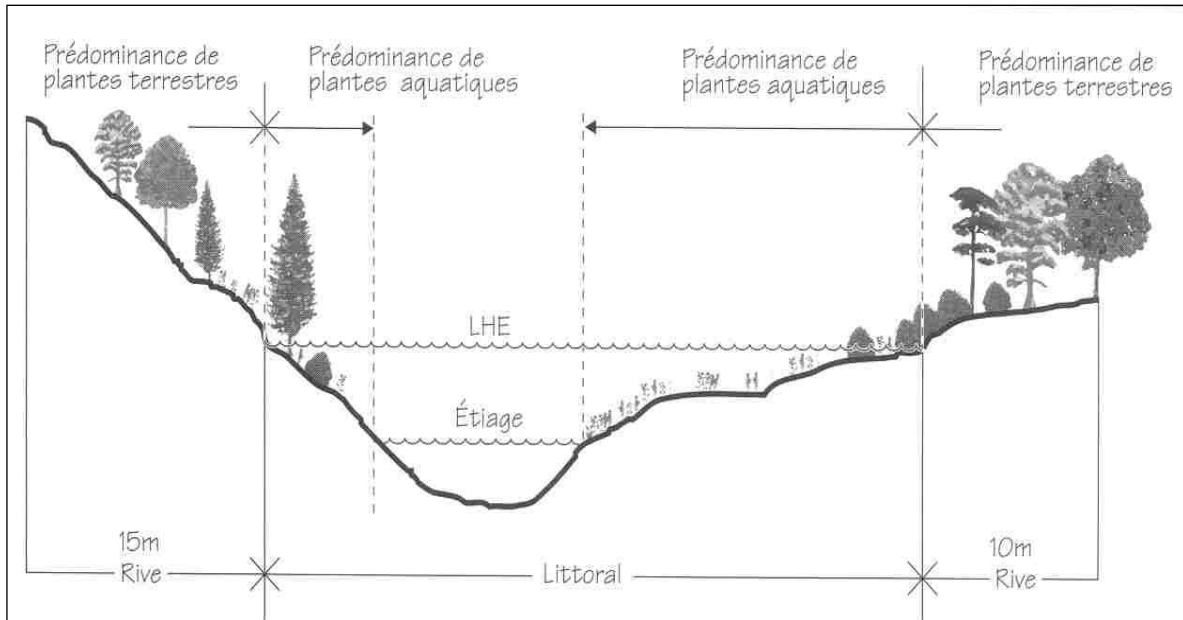 Prédominance de
plantes terrestres
Prédominance de
plantes aquatiques
Prédominance de
plantes aquatiques
Prédominance de
plantes terrestres
LHE
Étiage
15m
Rive
Littoral
10m
Rive